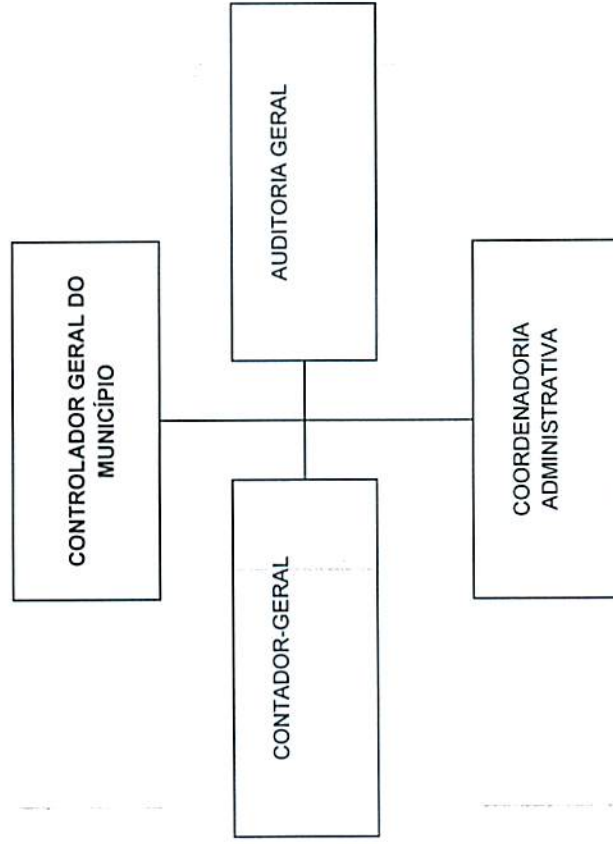 CONTROLADOR GERAL DO
MUNICÍPIO
CONTADOR-GERAL
AUDITORIA GERAL
COORDENADORIA
ADMINISTRATIVA